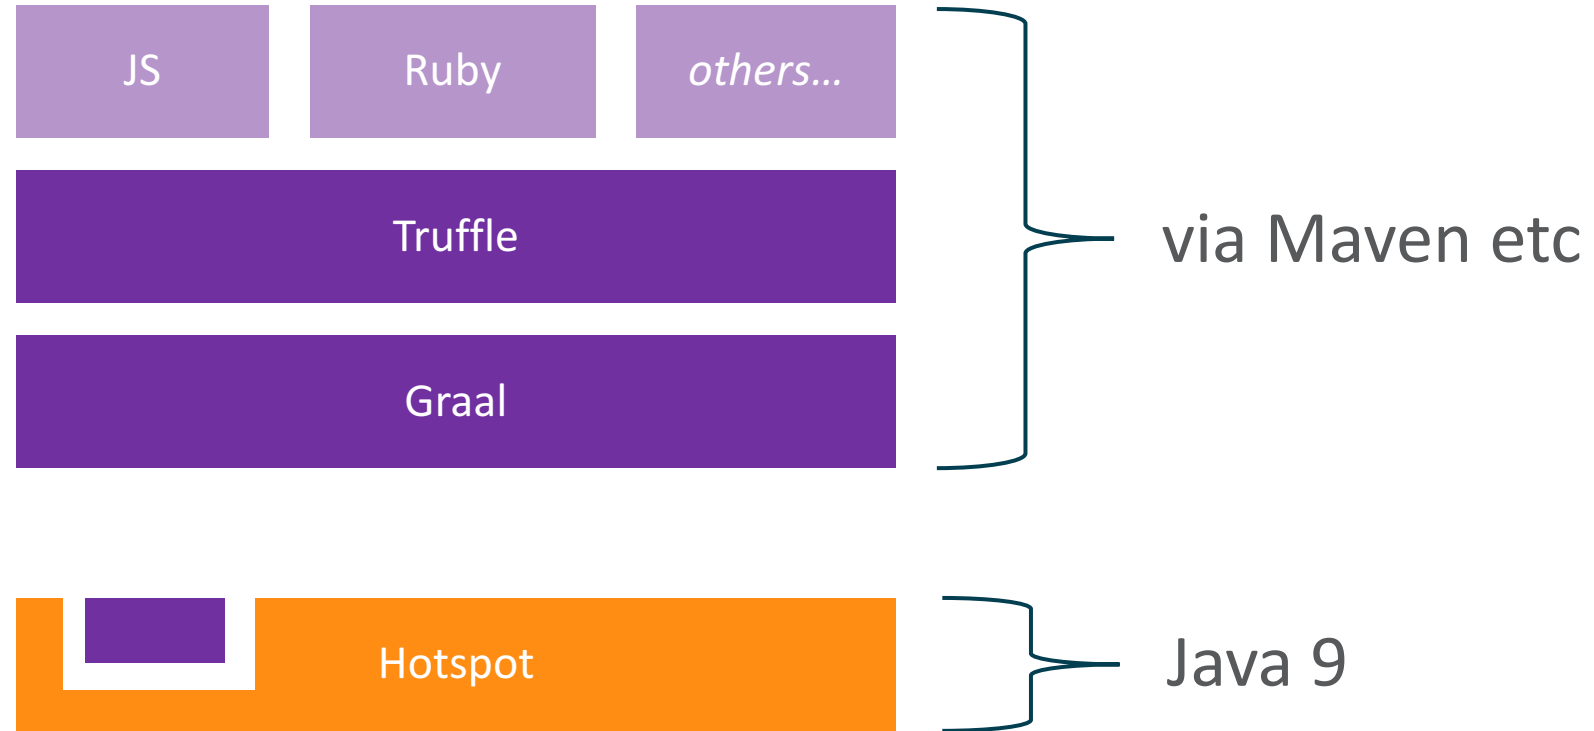 JS
Ruby
others...
Truffle
via Maven etc
Graal
Hotspot
Java 9